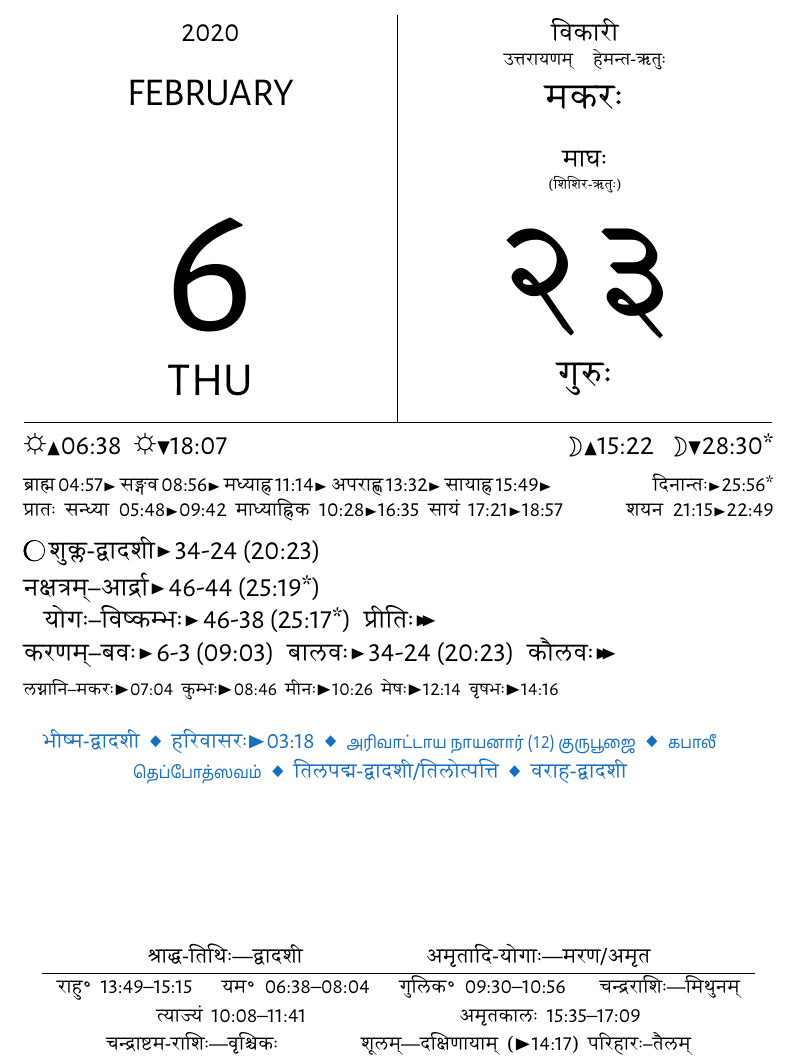 2020
FEBRUARY
6
THU
विकारी
उत्तरायणम् हेमन्त-ऋतुः
मकरः
माघः
(शिशिर-ऋतुः)
२३
गुरुः
☼▲06:38 ☼▼18:07 ☽▲15:22 ☽▼28:30*
ब्राह्म 04:57► सङ्गव 08:56► मध्याह्न 11:14► अपराह्ण 13:32► सायाह्न 15:49► दिनान्तः►25:56*
प्रातः सन्ध्या 05:48►09:42 माध्याह्निक 10:28►16:35 सायं 17:21►18:57 शयन 21:15►22:49
शुक्ल-द्वादशी► 34-24 (20:23)
नक्षत्रम्–आर्द्रा► 46-44 (25:19*)
योगः–विष्कम्भः► 46-38 (25:17*) प्रीतिः►►
करणम्–बवः► 6-3 (09:03) बालवः► 34-24 (20:23) कौलवः►►
लग्नानि–मकरः►07:04 कुम्भः►08:46 मीनः►10:26 मेषः►12:14 वृषभः►14:16
भीष्म-द्वादशी ◆ हरिवासरः►03:18 ◆ அரிவாட்டாய நாயனார் (12) குருபூஜை ◆ கபாலீ
தெப்போத்ஸவம் ◆ तिलपद्म-द्वादशी/तिलोत्पत्ति ◆ वराह-द्वादशी
श्राद्ध-तिथिः—द्वादशी अमृतादि-योगाः—मरण/अमृत
राहु॰ 13:49–15:15 यम॰ 06:38–08:04 गुलिक॰ 09:30–10:56 चन्द्रराशिः—मिथुनम्
त्याज्यं 10:08–11:41 अमृतकालः 15:35–17:09
चन्द्राष्टम-राशिः—वृश्चिकः शूलम्—दक्षिणायाम् (►14:17) परिहारः–तैलम्